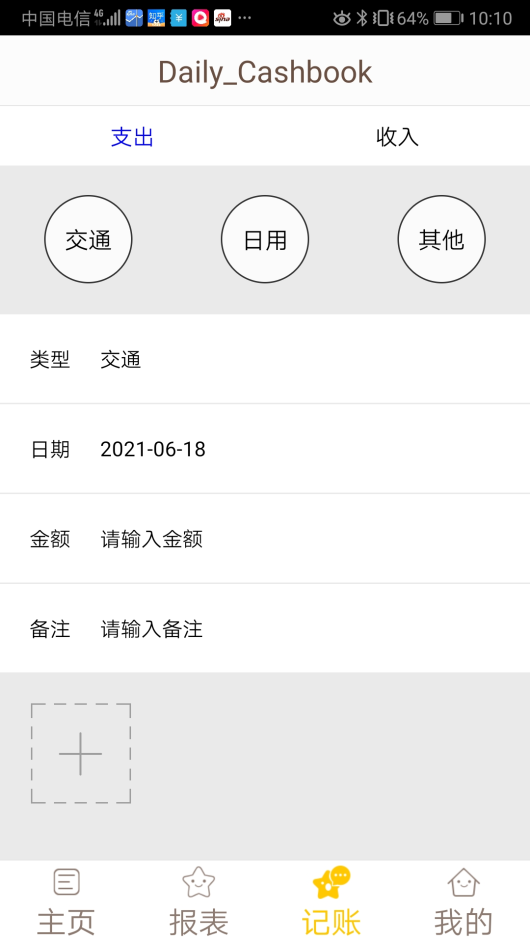 中国电信 4G 64% 10:10
Daily_Cashbook
支出 收入
交通 日用 其他
类型 交通
日期 2021-06-18
金额 请输入金额
备注 请输入备注
主页 报表 记账 我的